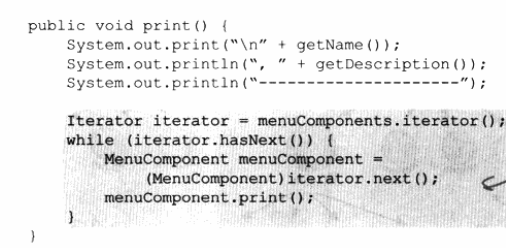 public void print() {
System.out.print("\n" + getName());
System.out.println(", " + getDescription());
System.out.println("---------------------");
Iterator iterator = menuComponents.iterator();
while (iterator.hasNext()) {
MenuComponent menuComponent =
(MenuComponent)iterator.next();
menuComponent.print();
}
}